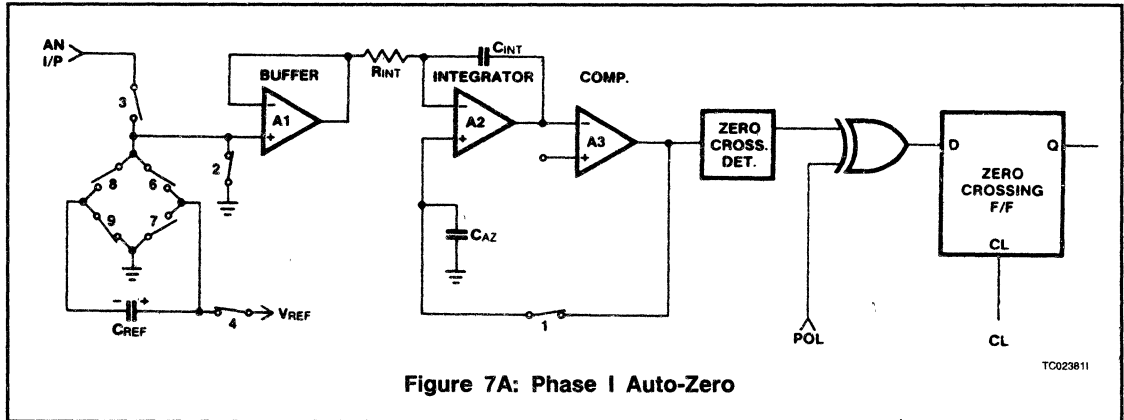 AN
I/P
3
BUFFER
A1
−
+
2
8
6
9
7
− +
CREF
4
VREF
RINT
CINT
INTEGRATOR
A2
−
+
CAZ
1
COMP.
A3
−
+
ZERO
CROSS.
DET.
POL
D
Q
ZERO
CROSSING
F/F
CL
CL
TC02381I
Figure 7A: Phase I Auto-Zero